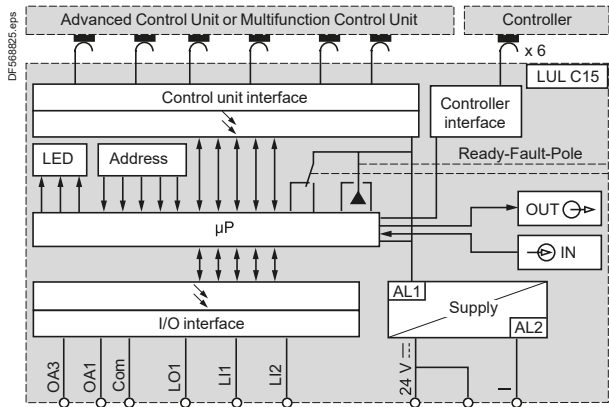 DF568825.eps
Advanced Control Unit or Multifunction Control Unit
Controller
x 6
LUL C15
Control unit interface
Controller
interface
LED
Address
Ready-Fault-Pole
µP
OUT
IN
AL1
Supply
AL2
I/O interface
OA3
OA1
Com
LO1
LI1
LI2
24 V
I